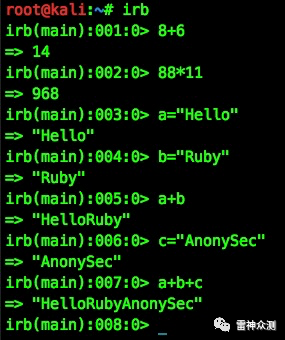 root@kali:~# irb
irb(main):001:0> 8+6
=> 14
irb(main):002:0> 88*11
=> 968
irb(main):003:0> a="Hello"
=> "Hello"
irb(main):004:0> b="Ruby"
=> "Ruby"
irb(main):005:0> a+b
=> "HelloRuby"
irb(main):006:0> c="AnonySec"
=> "AnonySec"
irb(main):007:0> a+b+c
=> "HelloRubyAnonySec"
irb(main):008:0> _
雷神众测